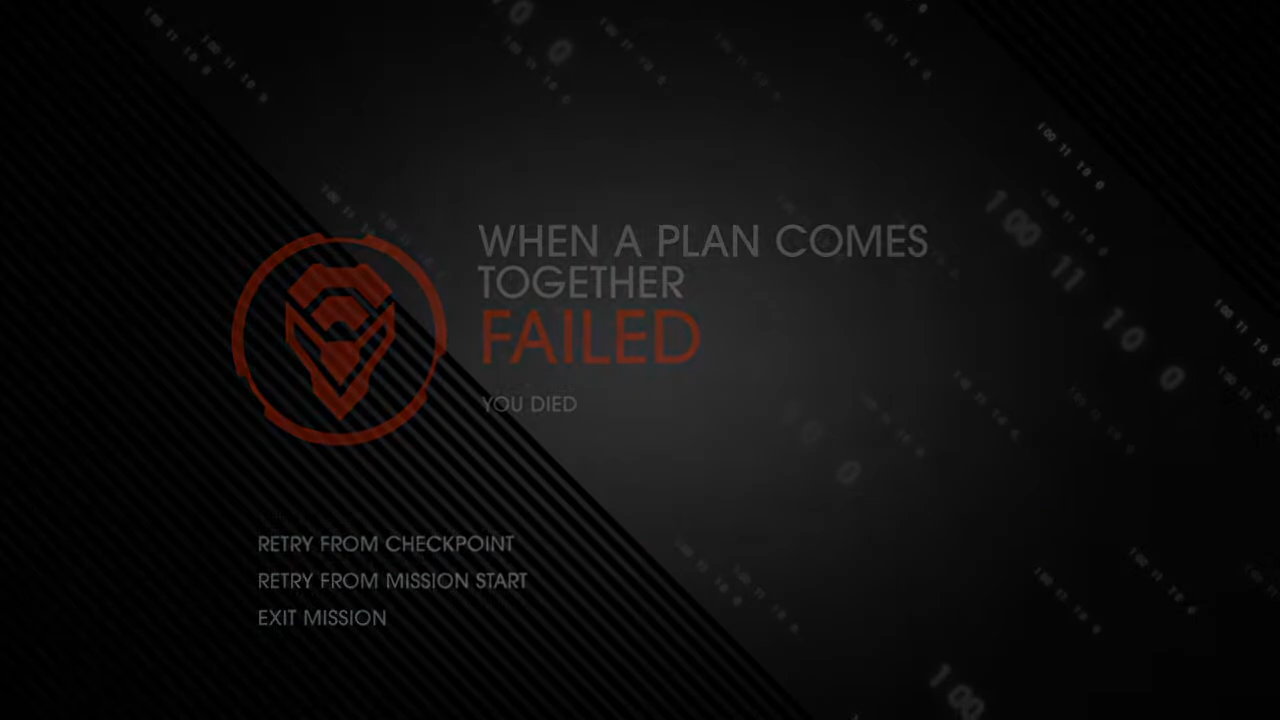 WHEN A PLAN COMES
TOGETHER
FAILED
YOU DIED
RETRY FROM CHECKPOINT
RETRY FROM MISSION START
EXIT MISSION